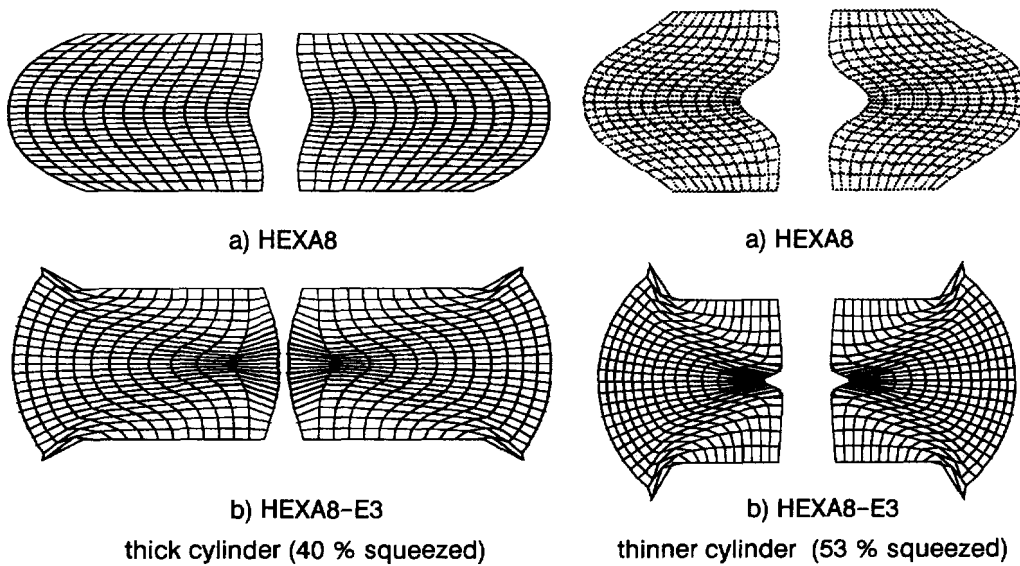 a) HEXA8
a) HEXA8
b) HEXA8-E3
thick cylinder (40 % squeezed)
b) HEXA8-E3
thinner cylinder (53 % squeezed)